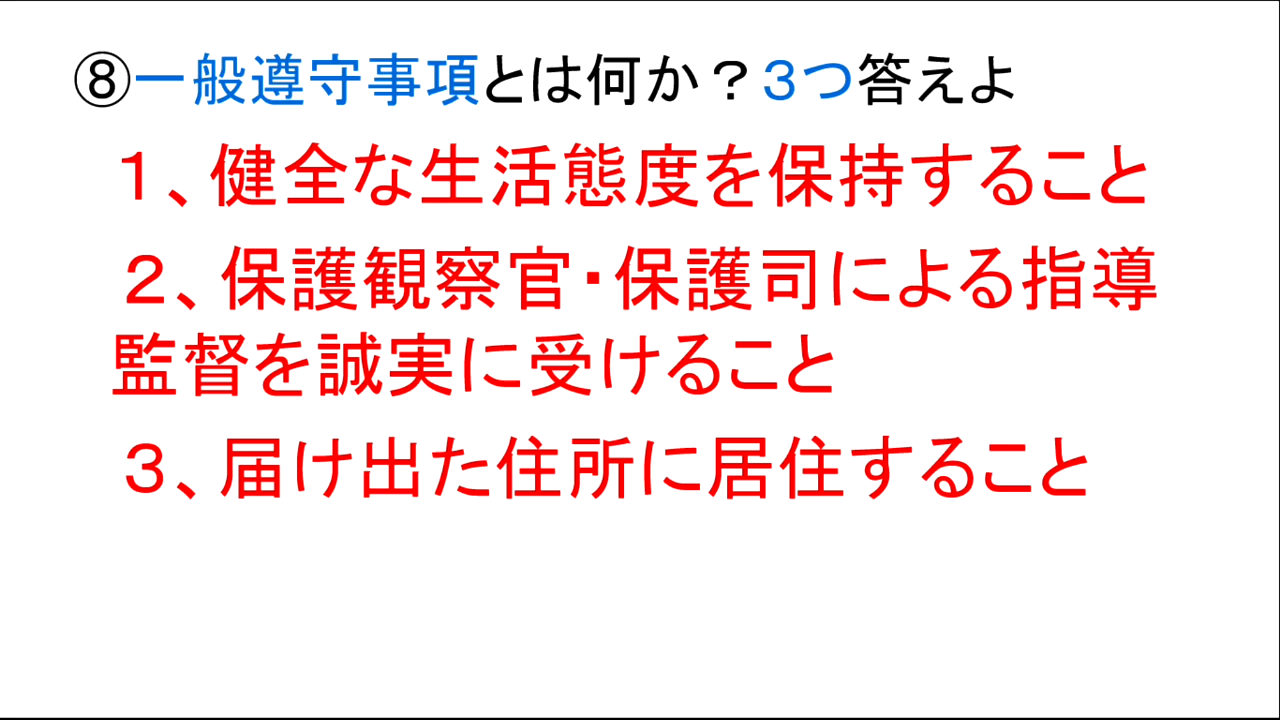 ⑧一般遵守事項とは何か？３つ答えよ
１、健全な生活態度を保持すること
２、保護観察官・保護司による指導
監督を誠実に受けること
３、届け出た住所に居住すること